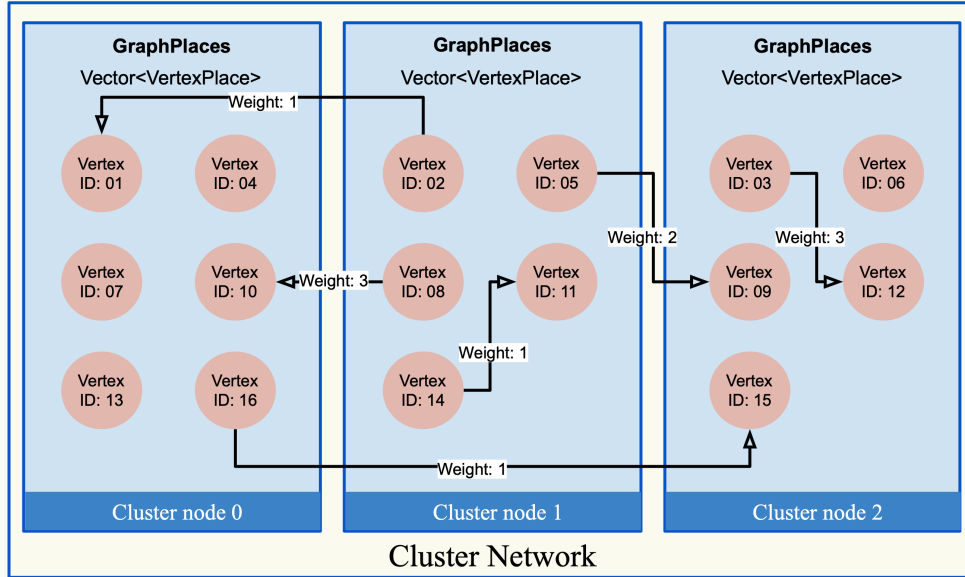 GraphPlaces
Vector<VertexPlace>
GraphPlaces
Vector<VertexPlace>
GraphPlaces
Vector<VertexPlace>
Weight: 1
Vertex
ID: 01
Vertex
ID: 04
Vertex
ID: 02
Vertex
ID: 05
Vertex
ID: 03
Vertex
ID: 06
Weight: 2
Weight: 3
Vertex
ID: 07
Vertex
ID: 10
Weight: 3
Vertex
ID: 08
Vertex
ID: 11
Vertex
ID: 09
Vertex
ID: 12
Weight: 1
Vertex
ID: 13
Vertex
ID: 16
Vertex
ID: 14
Vertex
ID: 15
Weight: 1
Cluster node 0
Cluster node 1
Cluster node 2
Cluster Network